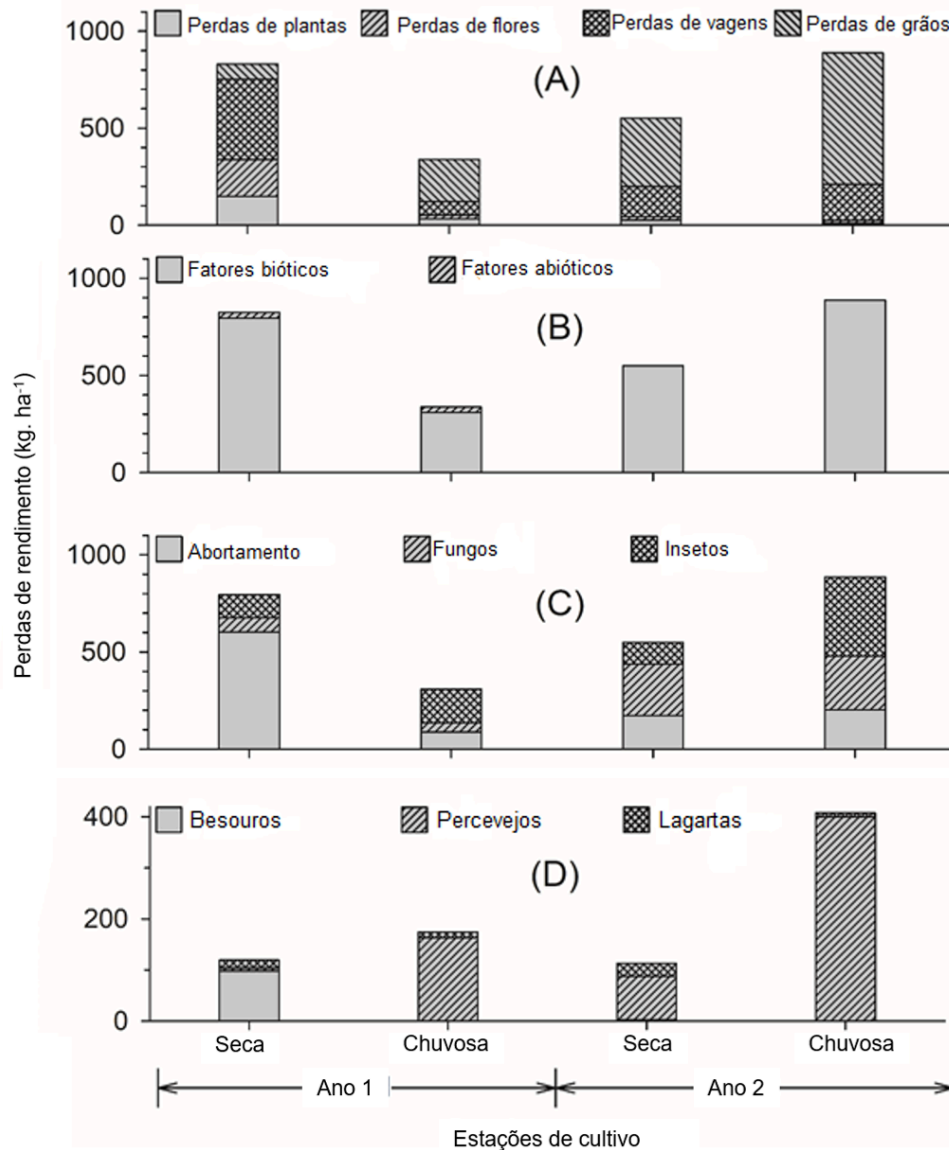 1000
Perdas de plantas Perdas de flores Perdas de vagens Perdas de grãos
(A)
500
0
1000
Fatores bióticos Fatores abióticos
(B)
500
0
Perdas de rendimento (kg. ha⁻¹)
1000
Abortamento Fungos Insetos
(C)
500
0
400
Besouros Percevejos Lagartas
(D)
200
0
Seca Chuvosa Seca Chuvosa
Ano 1 Ano 2
Estações de cultivo